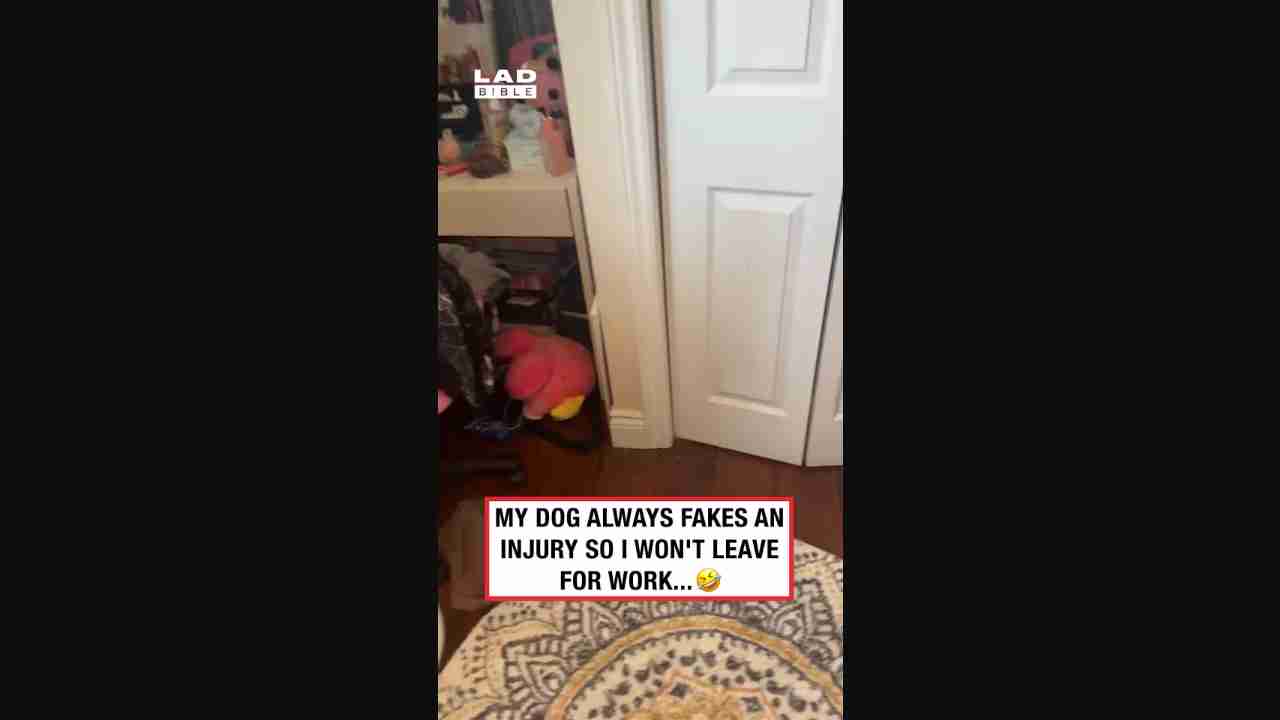 LAD
BIBLE
MY DOG ALWAYS FAKES AN
INJURY SO I WON'T LEAVE
FOR WORK...🤣